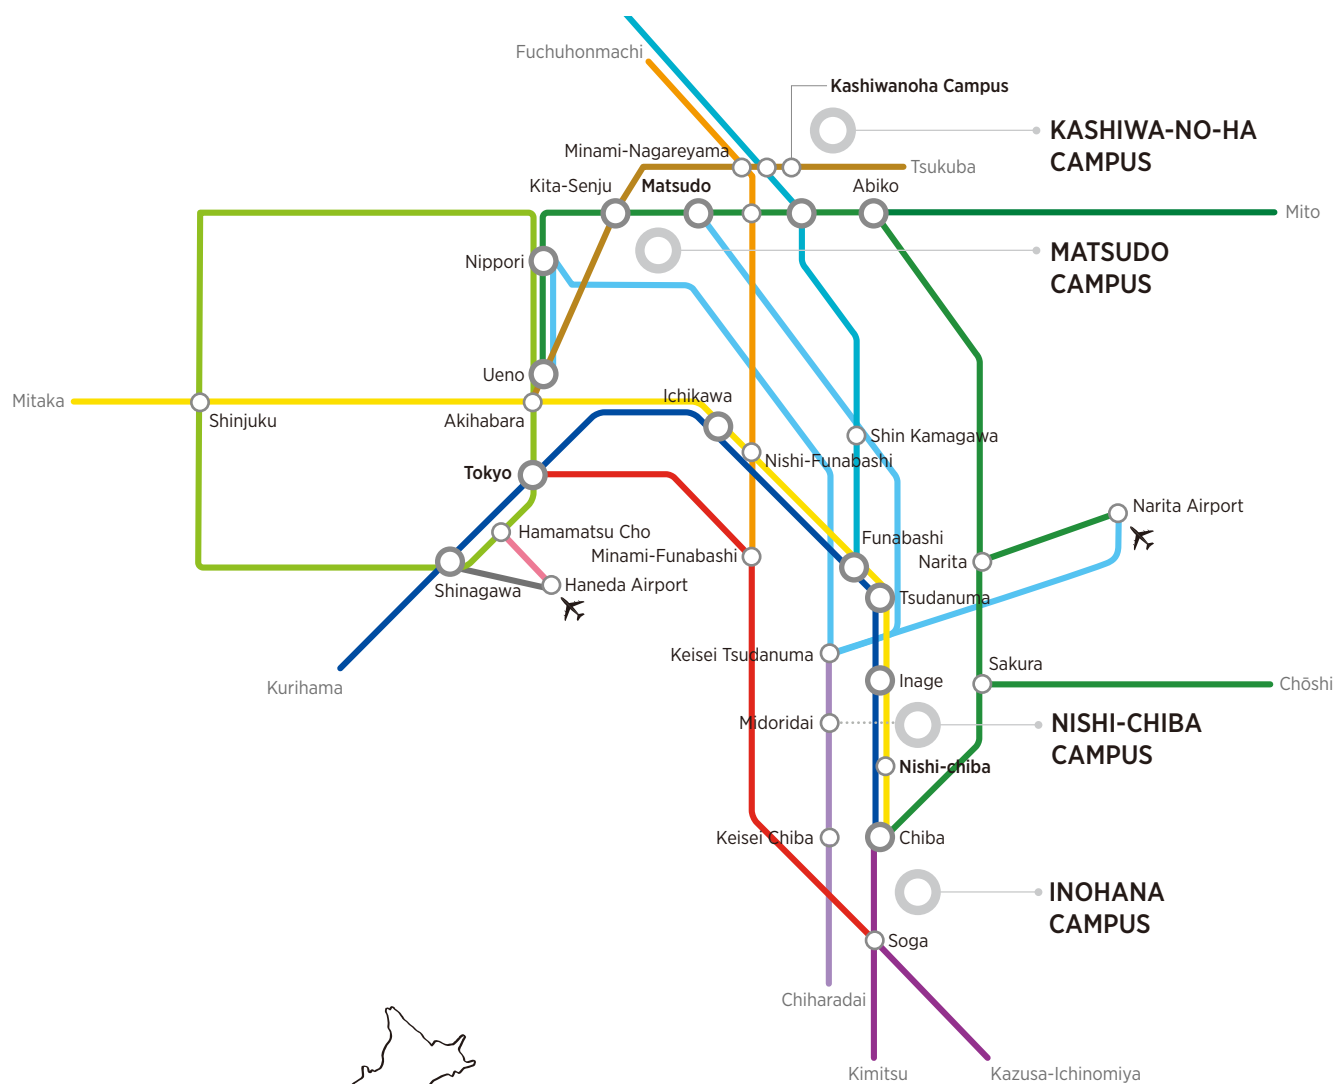 Fuchuhonmachi
Kashiwanoha Campus
KASHIWA-NO-HA
CAMPUS
Minami-Nagareyama
Tsukuba
Kita-Senju
Matsudo
Abiko
Mito
Nippori
MATSUDO
CAMPUS
Ueno
Mitaka
Shinjuku
Akihabara
Ichikawa
Shin Kamagawa
Nishi-Funabashi
Tokyo
Narita Airport
Hamamatsu Cho
Minami-Funabashi
Funabashi
Narita
Shinagawa
Haneda Airport
Tsudanuma
Keisei Tsudanuma
Sakura
Kurihama
Inage
Chōshi
Midoridai
NISHI-CHIBA
CAMPUS
Nishi-chiba
Keisei Chiba
Chiba
INOHANA
CAMPUS
Soga
Chiharadai
Kimitsu
Kazusa-Ichinomiya